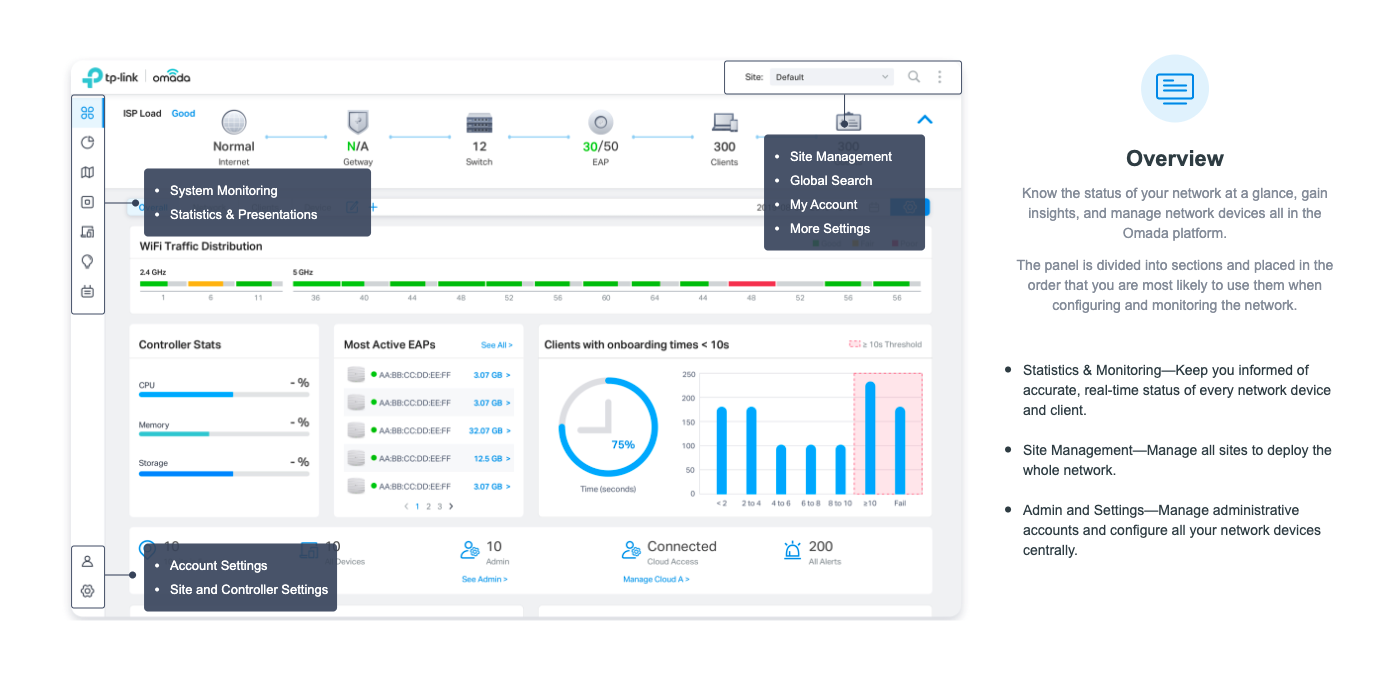 tp-link omada
Site: Default
ISP Load Good
Normal
Internet
N/A
Getway
12
Switch
30/50
EAP
300
Clients
300
• Site Management
• Global Search
• My Account
• More Settings
• System Monitoring
• Statistics & Presentations
WiFi Traffic Distribution
2.4 GHz
5 GHz
1 6 11 36 40 44 48 52 56 60 64 44 48 52 56 56
Controller Stats
CPU - %
Memory - %
Storage - %
Most Active EAPs See All >
AA:BB:CC:DD:EE:FF 3.07 GB >
AA:BB:CC:DD:EE:FF 3.07 GB >
AA:BB:CC:DD:EE:FF 32.07 GB >
AA:BB:CC:DD:EE:FF 12.5 GB >
AA:BB:CC:DD:EE:FF 3.07 GB >
< 1 2 3 >
Clients with onboarding times < 10s
≥ 10s Threshold
75%
Time (seconds)
250
200
150
100
50
0
< 2 2 to 4 4 to 6 6 to 8 8 to 10 ≥10 Fail
10
10
Devices
10
Admin
See Admin >
Connected
Cloud Access
Manage Cloud A >
200
All Alerts
• Account Settings
• Site and Controller Settings
Overview
Know the status of your network at a glance, gain
insights, and manage network devices all in the
Omada platform.
The panel is divided into sections and placed in the
order that you are most likely to use them when
configuring and monitoring the network.
• Statistics & Monitoring—Keep you informed of
accurate, real-time status of every network device
and client.
• Site Management—Manage all sites to deploy the
whole network.
• Admin and Settings—Manage administrative
accounts and configure all your network devices
centrally.